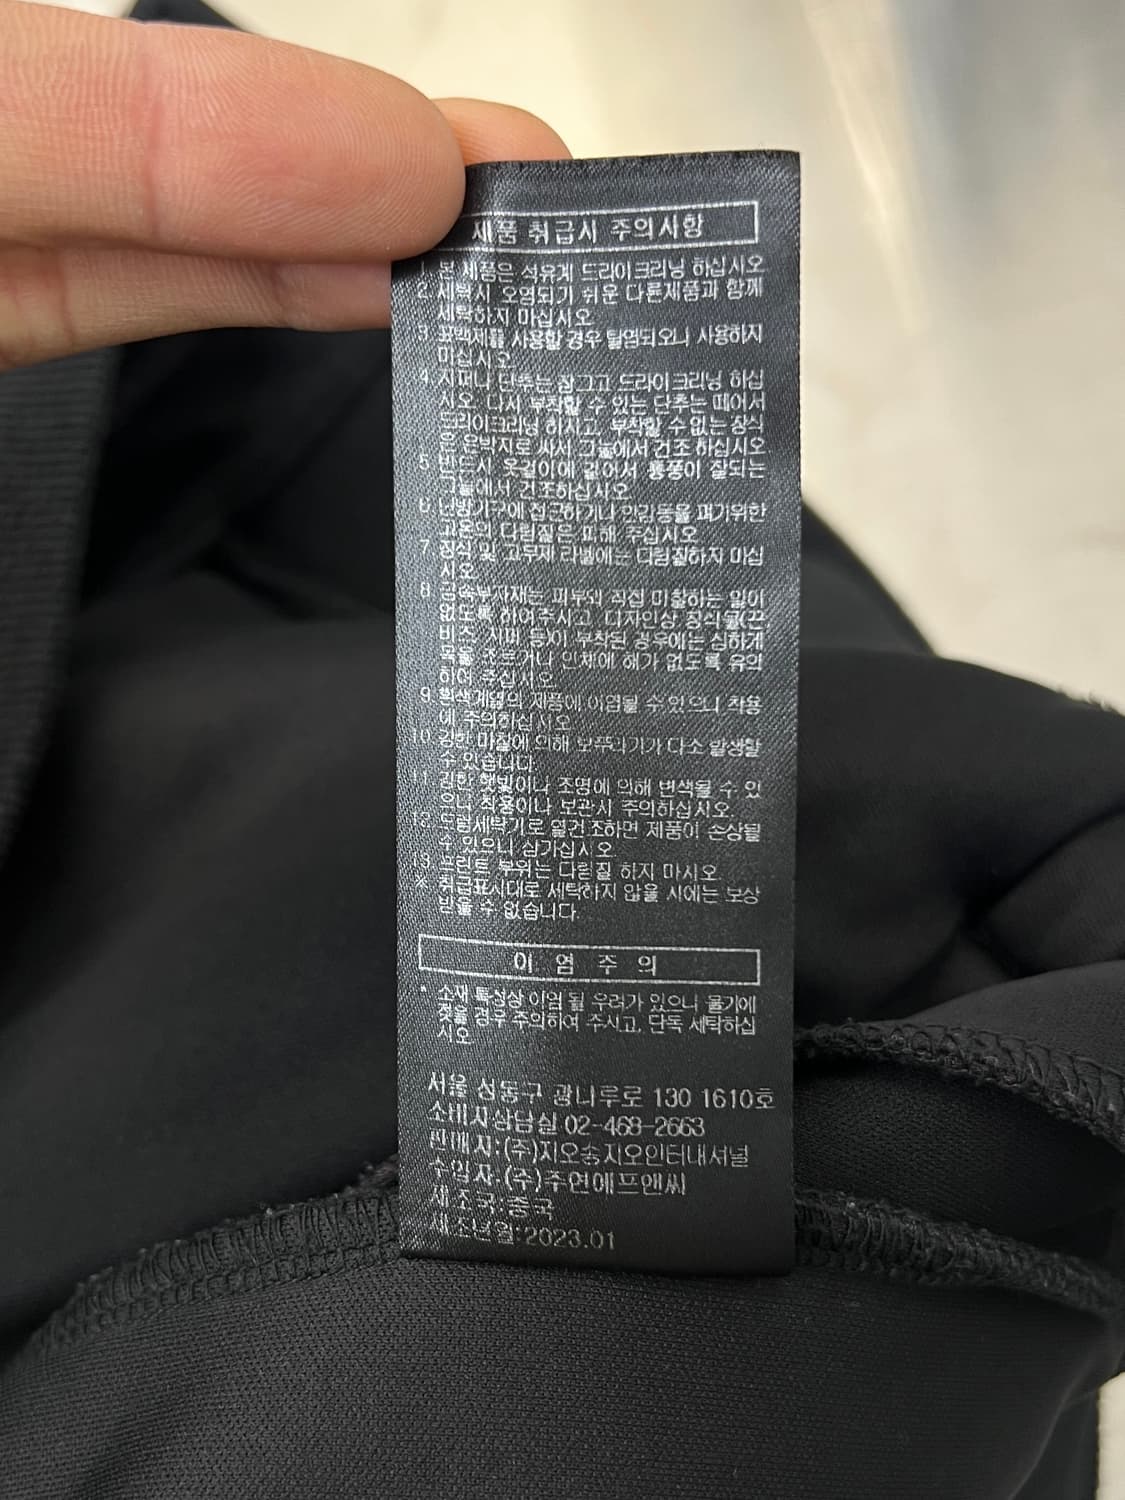 제품 취급시 주의사항
1. 본 제품은 석유계 드라이크리닝 하십시오
2. 세탁시 오염되기 쉬운 다른제품과 함께
세탁하지 마십시오
3 표백제를 사용할 경우 탈염되오니 사용하지
마십시오
4 지퍼나 단추는 잠그고 드라이크리닝 하십
시오. 다시 부착할 수 있는 단추는 떼어서
드라이크리닝 하시고, 부착할 수 없는 장식
은 은박지로 싸서 그늘에서 건조 하십시오
5 반드시 옷걸이에 걸어서 통풍이 잘되는
그늘에서 건조하십시오
6 난방기구에 접근하거나 안감등을 펴기위한
고온의 다림질은 피해 주십시오
7 장식 및 고무제 라벨에는 다림질하지 마십
시오
8 금속부자재는 피부와 직접 마찰하는 일이
없도록 하여주시고, 디자인상 장식물(끈
비즈, 지퍼 등)이 부착된 경우에는 심하게
목을 조르거나 인체에 해가 없도록 유의
하여 주십시오
9 흰색계열의 제품에 이염될 수 있으니 착용
에 주의하십시오
10 강한 마찰에 의해 보푸라기가 다소 발생할
수 있습니다.
11 강한 햇빛이나 조명에 의해 변색될 수 있
으니 착용이나 보관시 주의하십시오
12 드럼세탁기로 열건조하면 제품이 손상될
수 있으니 삼가십시오
13 프린트 부위는 다림질 하지 마시오
※ 취급표시대로 세탁하지 않을 시에는 보상
받을 수 없습니다.
이 염 주 의
* 소재 특성상 이염 될 우려가 있으니 물기에
젖을 경우 주의하여 주시고, 단독 세탁하십
시오
서울 성동구 광나루로 130 1610호
소비자상담실 02-468-2663
판매자:(주)지오송지오인터내셔널
수입자:(주)주연에프앤씨
제조국:중국
제조년월:2023.01